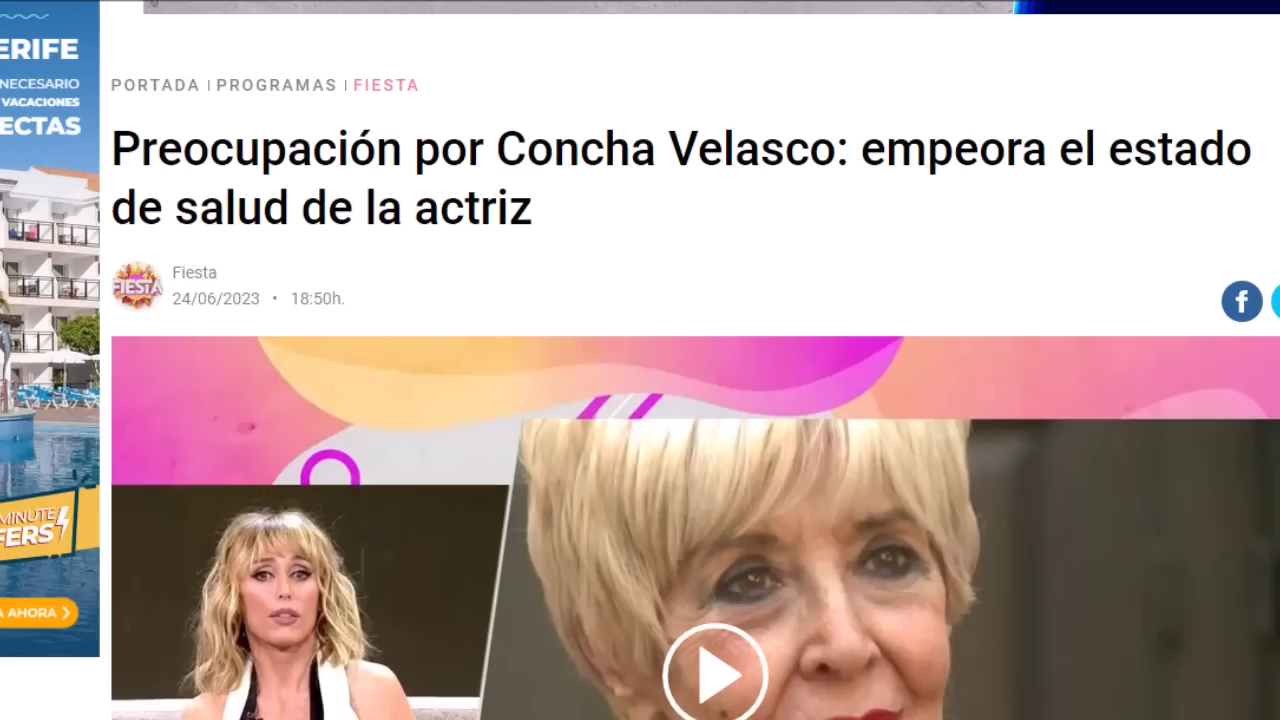 ERIFE
NECESARIO
VACACIONES
ECTAS
PORTADA | PROGRAMAS | FIESTA
Preocupación por Concha Velasco: empeora el estado
de salud de la actriz
FIESTA
Fiesta
24/06/2023 • 18:50h.
f
MINUTE
FERS
A AHORA